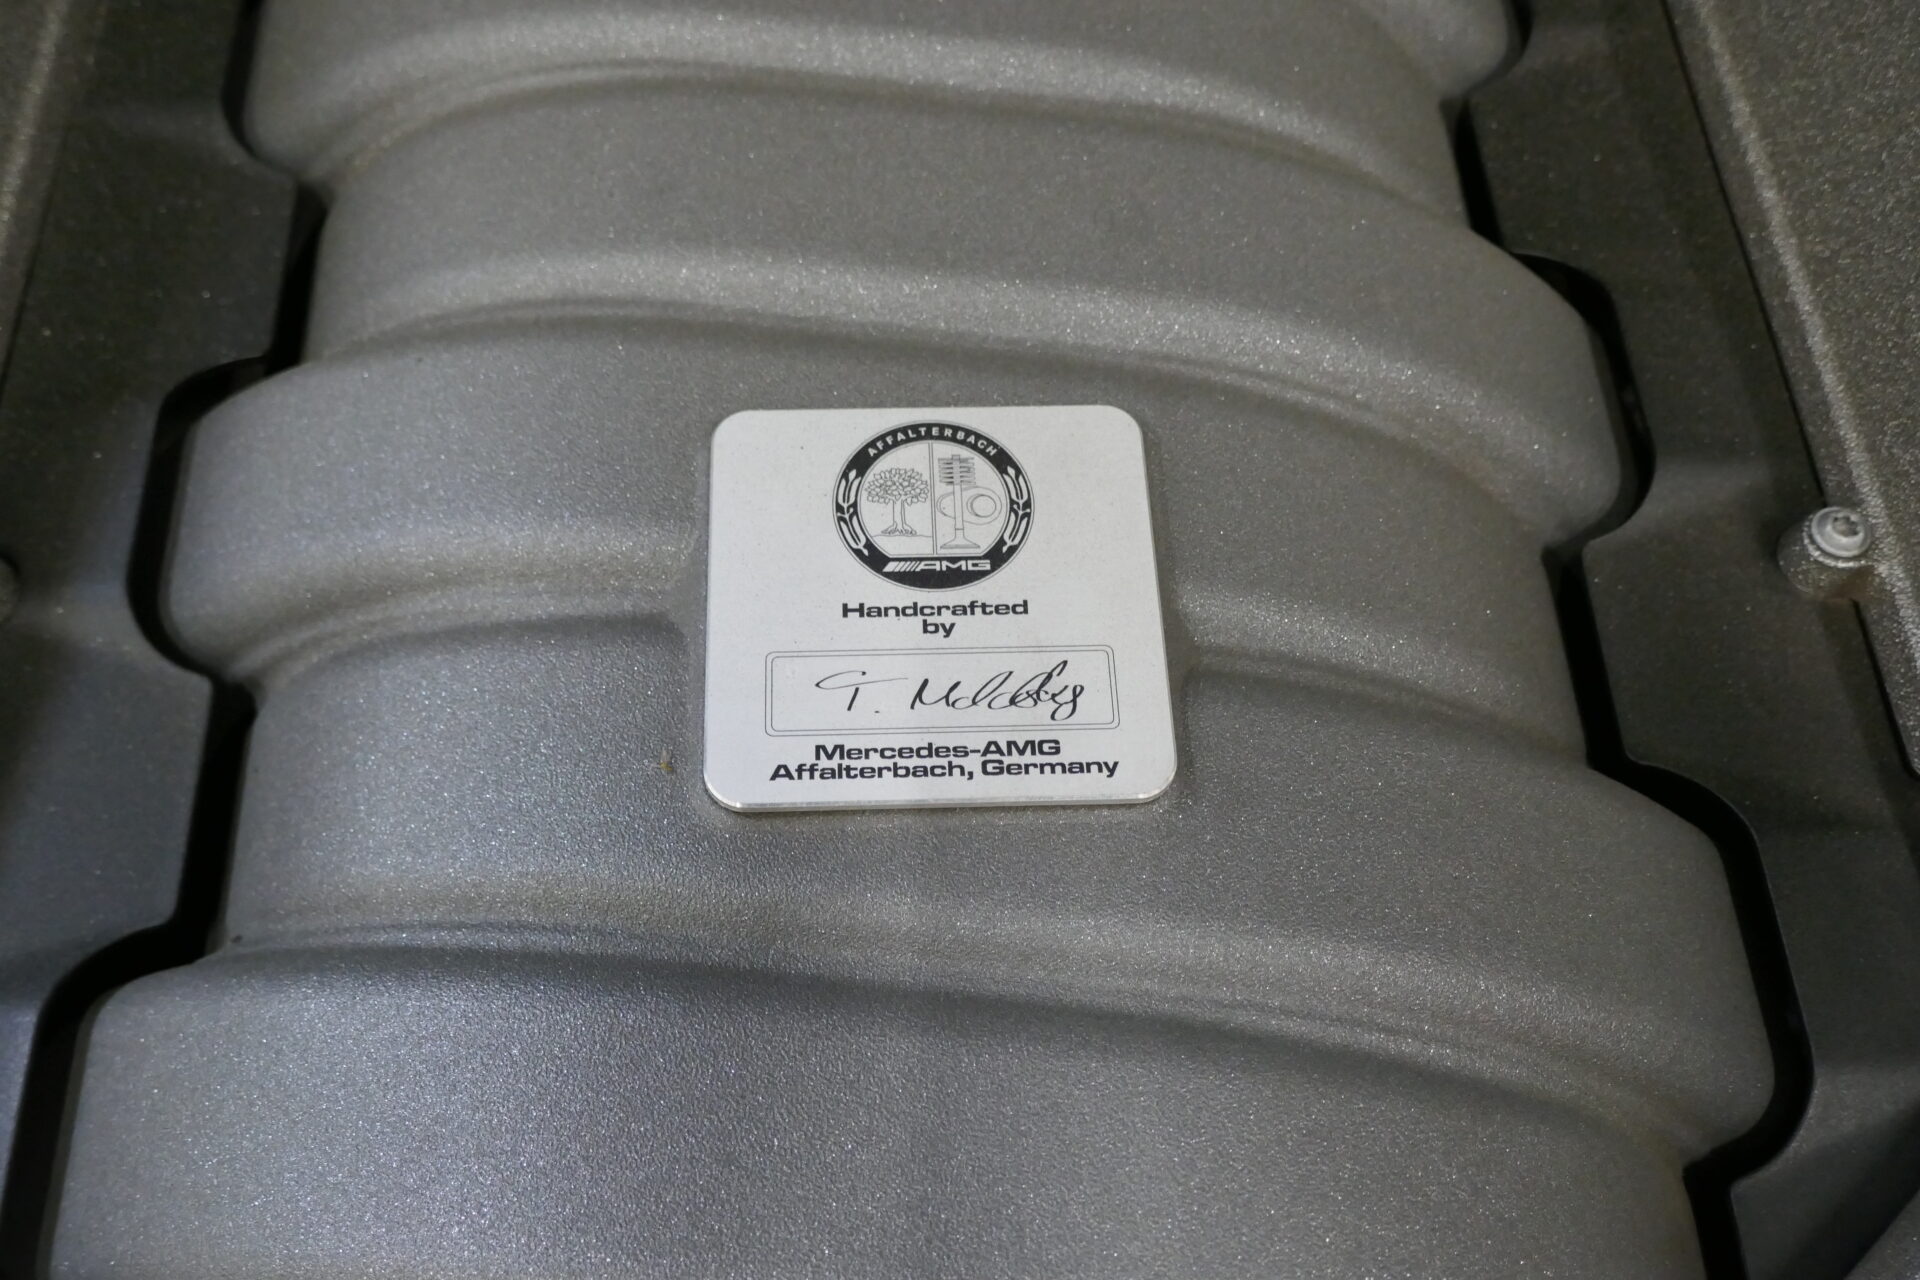 AFFALTERBACH
AMG
Handcrafted
by
T.
Mercedes-AMG
Affalterbach, Germany